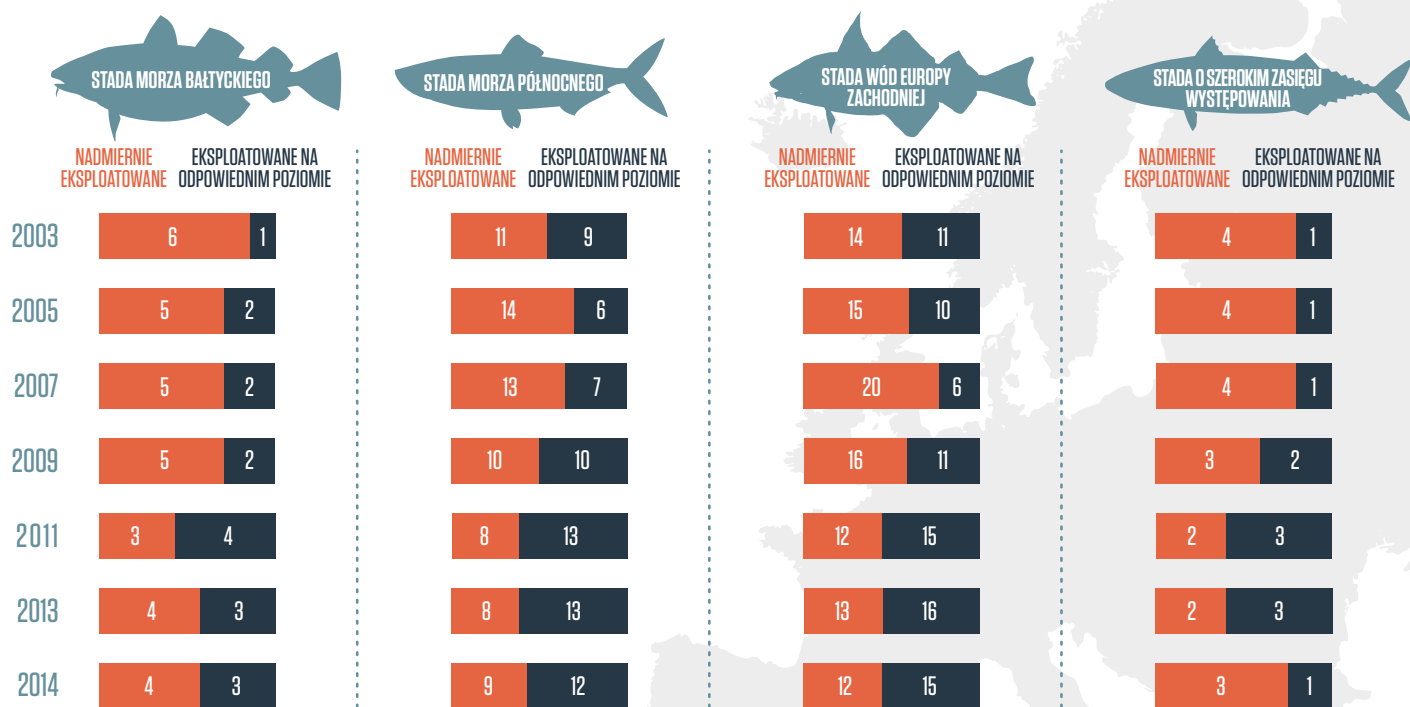 STADA MORZA BAŁTYCKIEGO
STADA MORZA PÓŁNOCNEGO
STADA WÓD EUROPY
ZACHODNIEJ
STADA O SZEROKIM ZASIĘGU
WYSTĘPOWANIA
NADMIERNIE
EKSPLOATOWANE
EKSPLOATOWANE NA
ODPOWIEDNIM POZIOMIE
NADMIERNIE
EKSPLOATOWANE
EKSPLOATOWANE NA
ODPOWIEDNIM POZIOMIE
NADMIERNIE
EKSPLOATOWANE
EKSPLOATOWANE NA
ODPOWIEDNIM POZIOMIE
NADMIERNIE
EKSPLOATOWANE
EKSPLOATOWANE NA
ODPOWIEDNIM POZIOMIE
2003 6 1 11 9 14 11 4 1
2005 5 2 14 6 15 10 4 1
2007 5 2 13 7 20 6 4 1
2009 5 2 10 10 16 11 3 2
2011 3 4 8 13 12 15 2 3
2013 4 3 8 13 13 16 2 3
2014 4 3 9 12 12 15 3 1